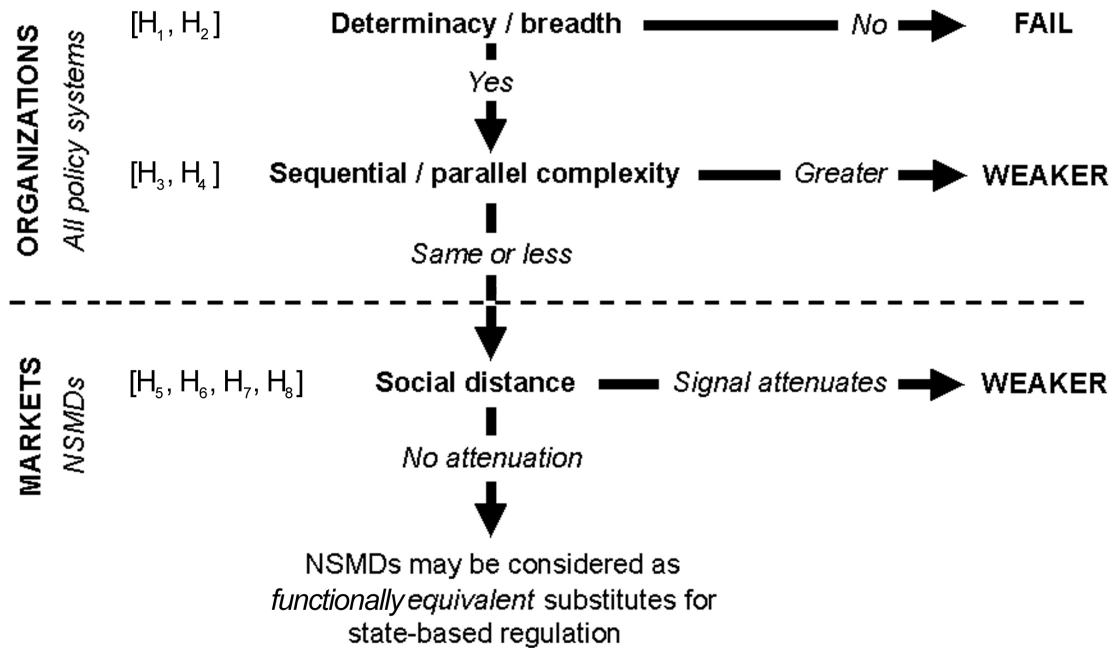 ORGANIZATIONS
All policy systems
[H₁, H₂] Determinacy / breadth No FAIL
Yes
[H₃, H₄] Sequential / parallel complexity Greater WEAKER
Same or less
MARKETS
NSMDs
[H₅, H₆, H₇, H₈] Social distance Signal attenuates WEAKER
No attenuation
NSMDs may be considered as
functionally equivalent substitutes for
state-based regulation